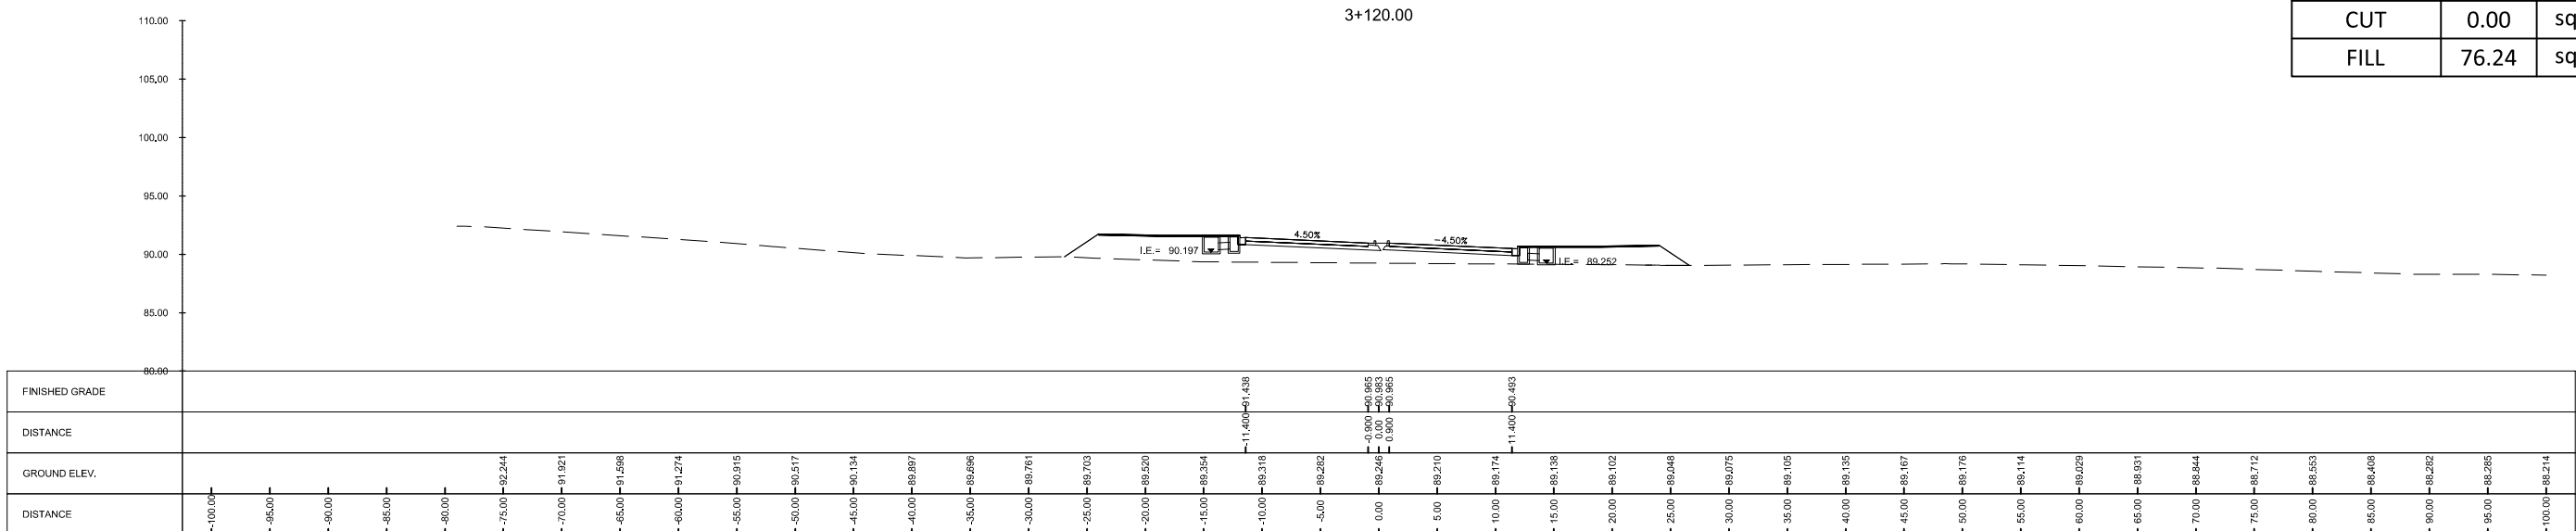 3+120.00
CUT 0.00 sq
FILL 76.24 sq
110.00
105.00
100.00
95.00
90.00
85.00
80.00
4.50%
-4.50%
I.E.= 90.197
I.E.= 89.252
FINISHED GRADE 91.438 90.965 90.983 90.965 90.493
DISTANCE -11.400 -0.900 0.00 0.900 11.400
GROUND ELEV. 92.244 91.921 91.598 91.274 90.915 90.517 90.134 89.897 89.696 89.761 89.703 89.520 89.354 89.318 89.282 89.246 89.210 89.174 89.138 89.102 89.048 89.075 89.105 89.135 89.167 89.176 89.114 89.029 88.931 88.844 88.712 88.553 88.408 88.282 88.285 88.214
DISTANCE -100.00 -95.00 -90.00 -85.00 -80.00 -75.00 -70.00 -65.00 -60.00 -55.00 -50.00 -45.00 -40.00 -35.00 -30.00 -25.00 -20.00 -15.00 -10.00 -5.00 0.00 5.00 10.00 15.00 20.00 25.00 30.00 35.00 40.00 45.00 50.00 55.00 60.00 65.00 70.00 75.00 80.00 85.00 90.00 95.00 100.00